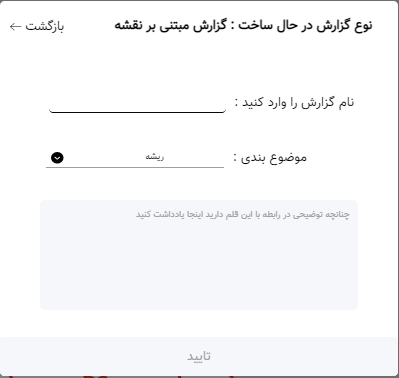 نوع گزارش در حال ساخت : گزارش مبتنی بر نقشه بازگشت ←
نام گزارش را وارد کنید :
موضوع بندی : ریشه
چنانچه توضیحی در رابطه با این قلم دارید اینجا یادداشت کنید
تایید